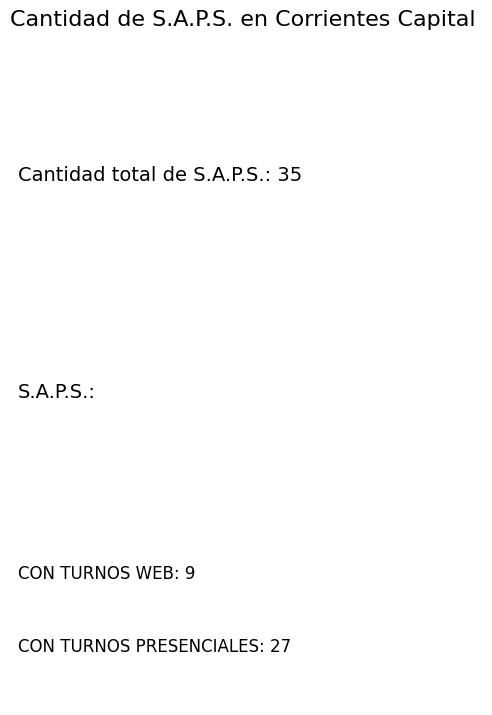 Cantidad de S.A.P.S. en Corrientes Capital
Cantidad total de S.A.P.S.: 35
S.A.P.S.:
CON TURNOS WEB: 9
CON TURNOS PRESENCIALES: 27